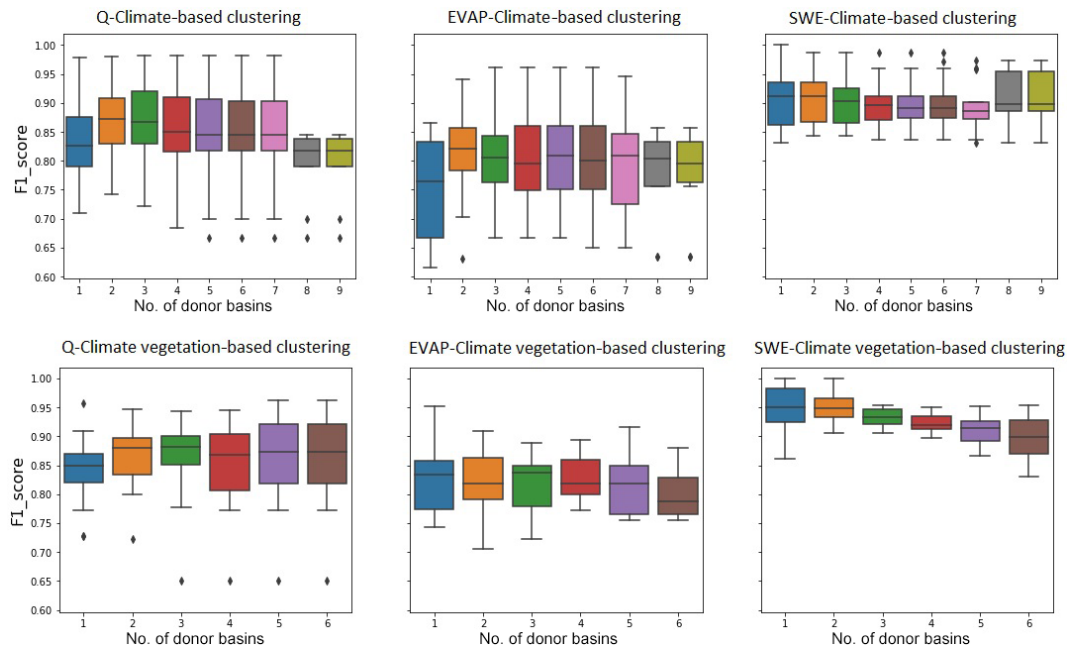 Q-Climate-based clustering EVAP-Climate-based clustering SWE-Climate-based clustering
F1_score
1.00
0.95
0.90
0.85
0.80
0.75
0.70
0.65
0.60
1 2 3 4 5 6 7 8 9
No. of donor basins
1 2 3 4 5 6 7 8 9
No. of donor basins
1 2 3 4 5 6 7 8 9
No. of donor basins
Q-Climate vegetation-based clustering EVAP-Climate vegetation-based clustering SWE-Climate vegetation-based clustering
F1_score
1.00
0.95
0.90
0.85
0.80
0.75
0.70
0.65
0.60
1 2 3 4 5 6
No. of donor basins
1 2 3 4 5 6
No. of donor basins
1 2 3 4 5 6
No. of donor basins